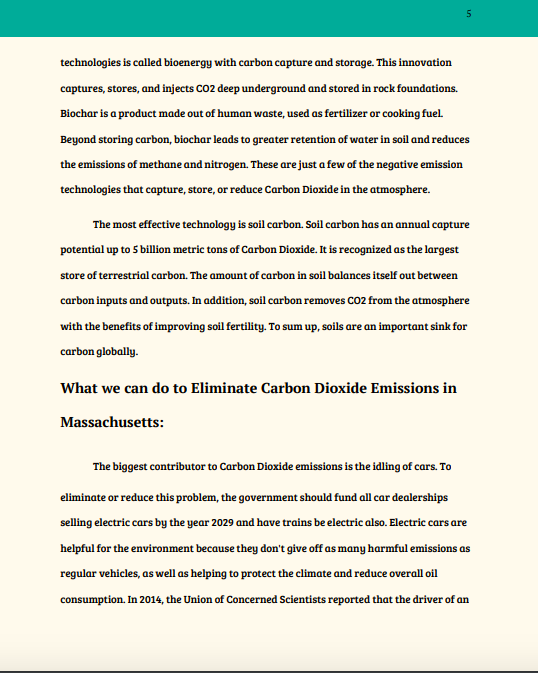 5
technologies is called bioenergy with carbon capture and storage. This innovation
captures, stores, and injects CO2 deep underground and stored in rock foundations.
Biochar is a product made out of human waste, used as fertilizer or cooking fuel.
Beyond storing carbon, biochar leads to greater retention of water in soil and reduces
the emissions of methane and nitrogen. These are just a few of the negative emission
technologies that capture, store, or reduce Carbon Dioxide in the atmosphere.
The most effective technology is soil carbon. Soil carbon has an annual capture
potential up to 5 billion metric tons of Carbon Dioxide. It is recognized as the largest
store of terrestrial carbon. The amount of carbon in soil balances itself out between
carbon inputs and outputs. In addition, soil carbon removes CO2 from the atmosphere
with the benefits of improving soil fertility. To sum up, soils are an important sink for
carbon globally.
What we can do to Eliminate Carbon Dioxide Emissions in
Massachusetts:
The biggest contributor to Carbon Dioxide emissions is the idling of cars. To
eliminate or reduce this problem, the government should fund all car dealerships
selling electric cars by the year 2029 and have trains be electric also. Electric cars are
helpful for the environment because they don't give off as many harmful emissions as
regular vehicles, as well as helping to protect the climate and reduce overall oil
consumption. In 2014, the Union of Concerned Scientists reported that the driver of an